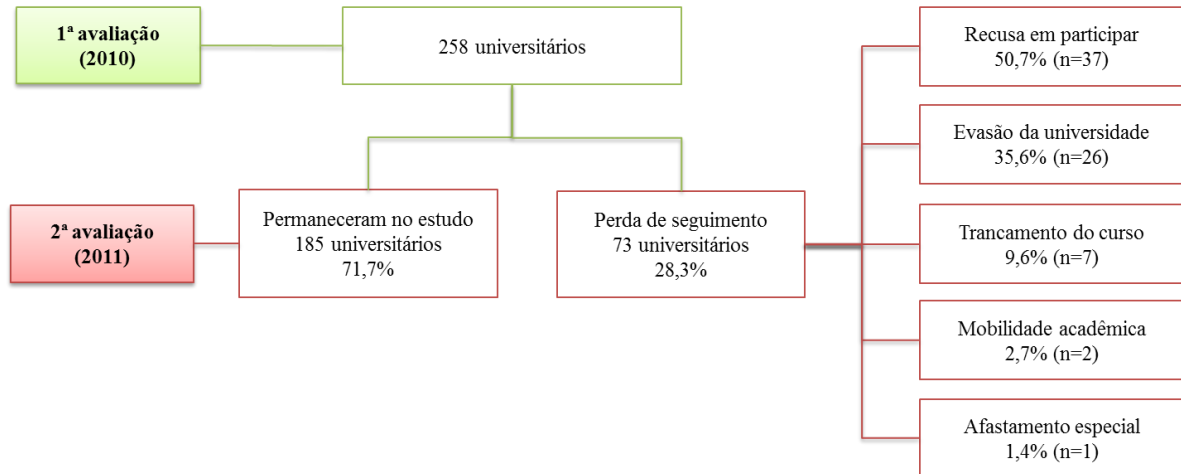 1ª avaliação
(2010)
258 universitários
2ª avaliação
(2011)
Permaneceram no estudo
185 universitários
71,7%
Perda de seguimento
73 universitários
28,3%
Recusa em participar
50,7% (n=37)
Evasão da universidade
35,6% (n=26)
Trancamento do curso
9,6% (n=7)
Mobilidade acadêmica
2,7% (n=2)
Afastamento especial
1,4% (n=1)